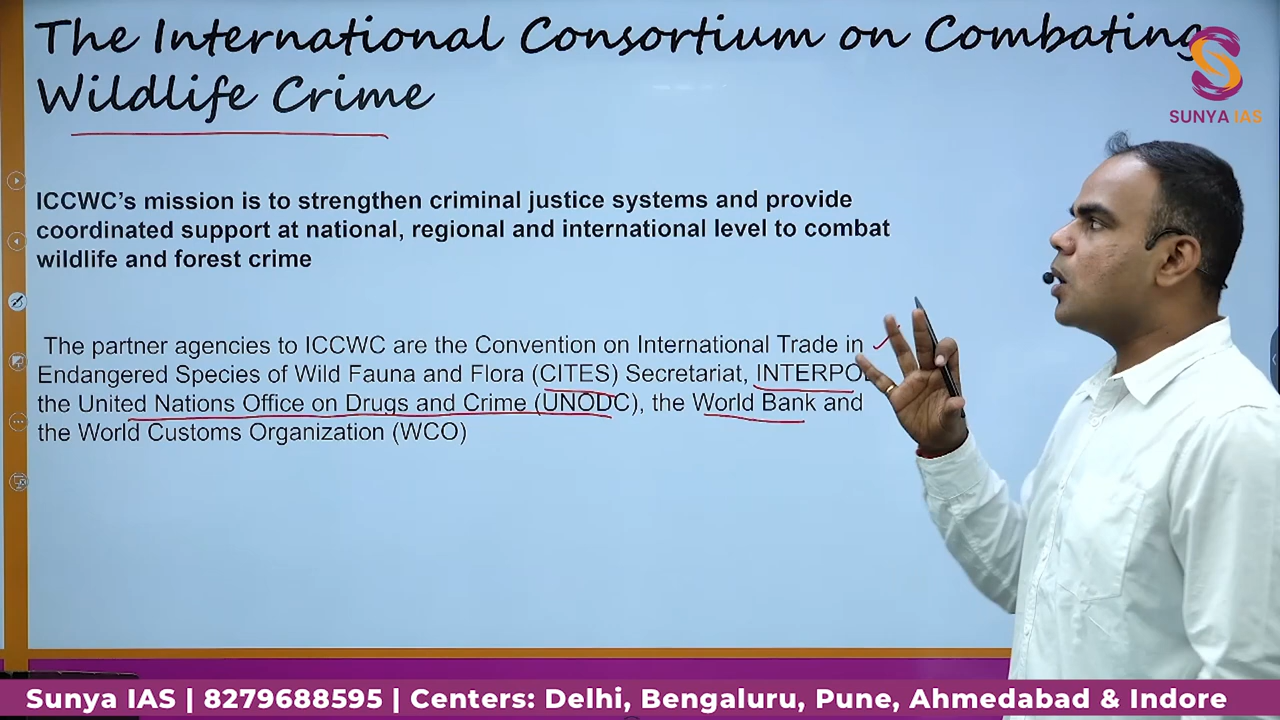 The International Consortium on Combating
Wildlife Crime
SUNYA IAS
ICCWC's mission is to strengthen criminal justice systems and provide
coordinated support at national, regional and international level to combat
wildlife and forest crime
The partner agencies to ICCWC are the Convention on International Trade in
Endangered Species of Wild Fauna and Flora (CITES) Secretariat, INTERPOL
the United Nations Office on Drugs and Crime (UNODC), the World Bank and
the World Customs Organization (WCO)
Sunya IAS | 8279688595 | Centers: Delhi, Bengaluru, Pune, Ahmedabad & Indore